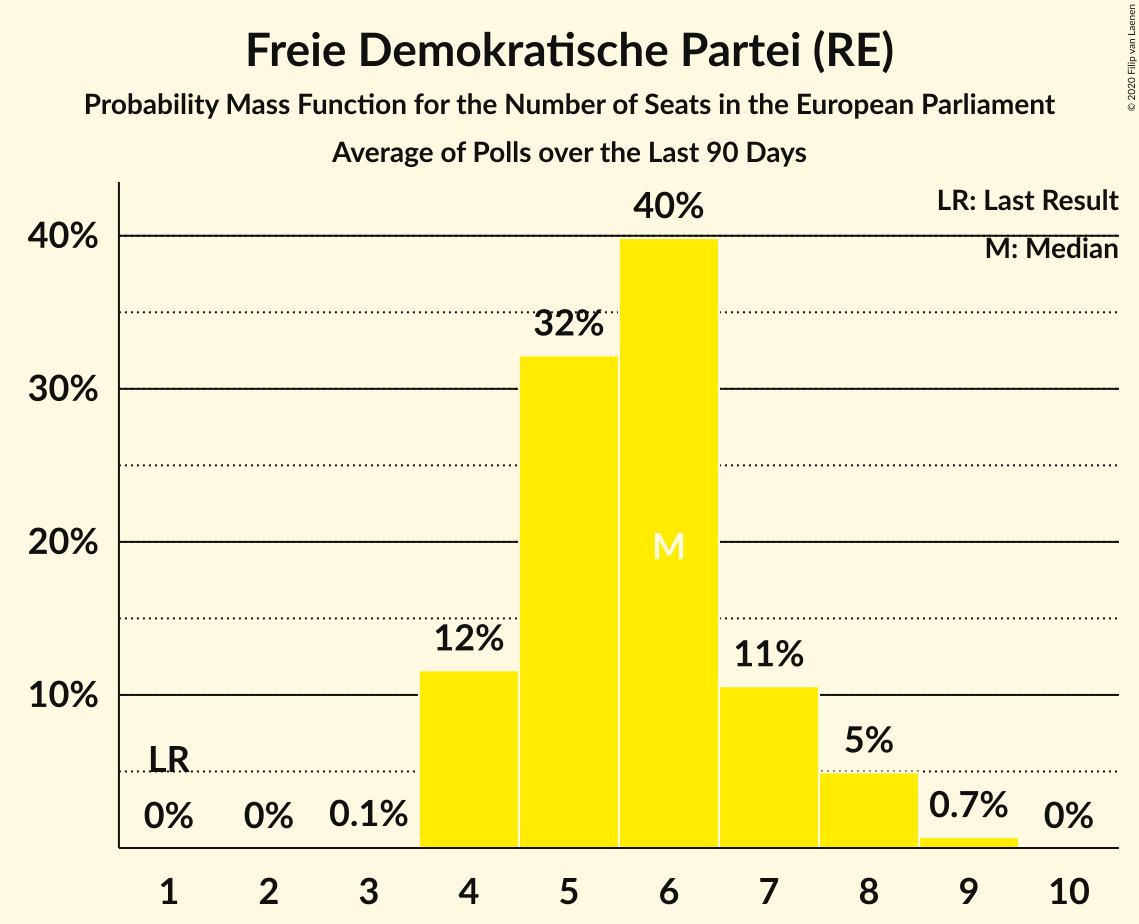 Freie Demokratische Partei (RE)
Probability Mass Function for the Number of Seats in the European Parliament
Average of Polls over the Last 90 Days
© 2020 Filip van Laenen
LR: Last Result
M: Median
40%
30%
20%
10%
LR
0%
0%
0.1%
12%
32%
40%
M
11%
5%
0.7%
0%
1 2 3 4 5 6 7 8 9 10